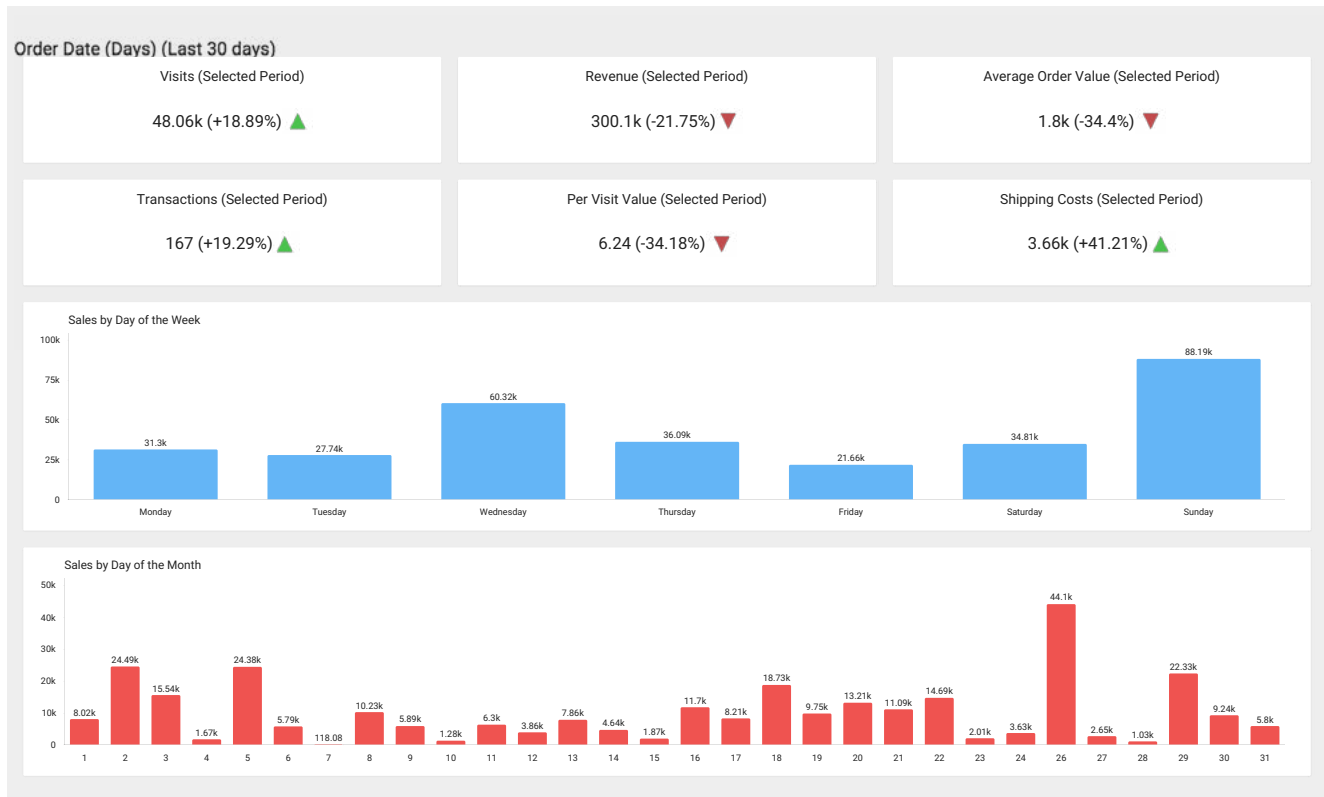 Order Date (Days) (Last 30 days)
Visits (Selected Period)
48.06k (+18.89%)
Revenue (Selected Period)
300.1k (-21.75%)
Average Order Value (Selected Period)
1.8k (-34.4%)
Transactions (Selected Period)
167 (+19.29%)
Per Visit Value (Selected Period)
6.24 (-34.18%)
Shipping Costs (Selected Period)
3.66k (+41.21%)
Sales by Day of the Week
100k
75k
50k
25k
0
31.3k
27.74k
60.32k
36.09k
21.66k
34.81k
88.19k
Monday Tuesday Wednesday Thursday Friday Saturday Sunday
Sales by Day of the Month
50k
40k
30k
20k
10k
0
8.02k
24.49k
15.54k
1.67k
24.38k
5.79k
118.08
10.23k
5.89k
1.28k
6.3k
3.86k
7.86k
4.64k
1.87k
11.7k
8.21k
18.73k
9.75k
13.21k
11.09k
14.69k
2.01k
3.63k
44.1k
2.65k
1.03k
22.33k
9.24k
5.8k
1 2 3 4 5 6 7 8 9 10 11 12 13 14 15 16 17 18 19 20 21 22 23 24 26 27 28 29 30 31